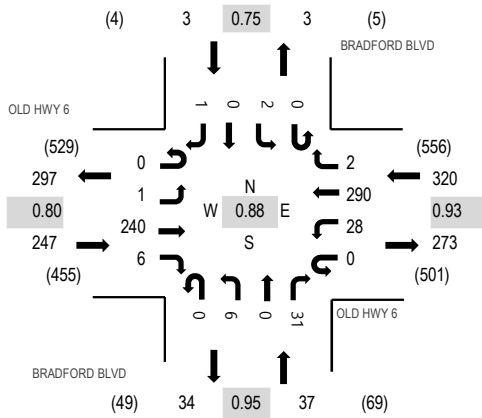 (4) 3 0.75 3 (5)
BRADFORD BLVD
1 0 2 0
OLD HWY 6
(529) (556)
297 0 2 320
1 N 290
0.80 W 0.88 E 0.93
240 S 28
247 6 0 273
(455) (501)
0 6 0 31
OLD HWY 6
BRADFORD BLVD
(49) 34 0.95 37 (69)